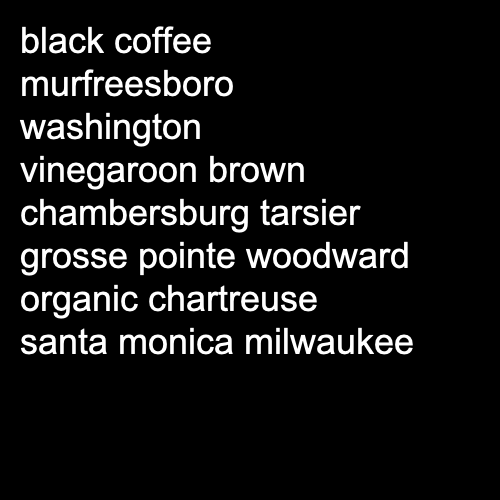 black coffee
murfreesboro
washington
vinegaroon brown
chambersburg tarsier
grosse pointe woodward
organic chartreuse
santa monica milwaukee